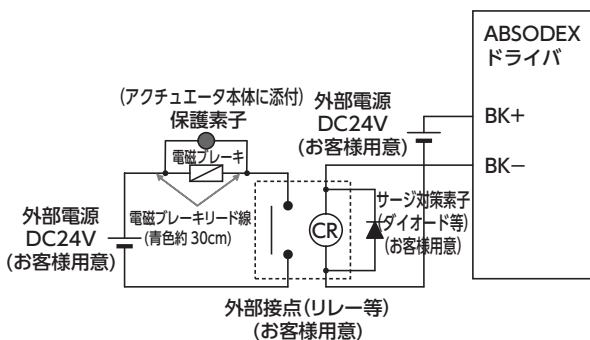 ABSODEX
ドライバ
(アクチュエータ本体に添付)
保護素子
電磁ブレーキ
外部電源
DC24V
(お客様用意)
BK+
BK−
外部電源
DC24V
(お客様用意)
電磁ブレーキリード線
(青色約 30cm)
CR
サージ対策素子
(ダイオード等)
(お客様用意)
外部接点(リレー等)
(お客様用意)